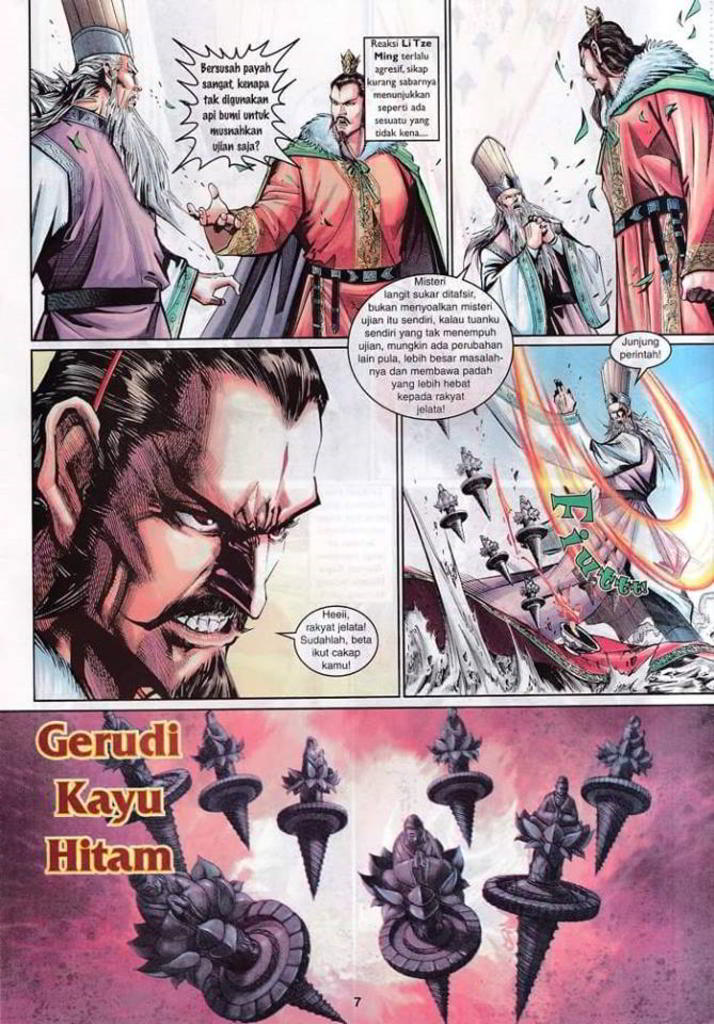 Bersusah payah
sangat, kenapa
tak digunakan
api bumi untuk
musnahkan
ujian saja?
Reaksi Li Tze
Ming terlalu
agresif, sikap
kurang sabarnya
menunjukkan
seperti ada
sesuatu yang
tidak kena....
Misteri
langit sukar ditafsir,
bukan menyoalkan misteri
ujian itu sendiri, kalau tuanku
sendiri yang tak menempuh
ujian, mungkin ada perubahan
lain pula, lebih besar masalah-
nya dan membawa padah
yang lebih hebat
kepada rakyat
jelata!
Heeii,
rakyat jelata!
Sudahlah, beta
ikut cakap
kamu!
Junjung
perintah!
Fiuttt
Gerudi
Kayu
Hitam
7